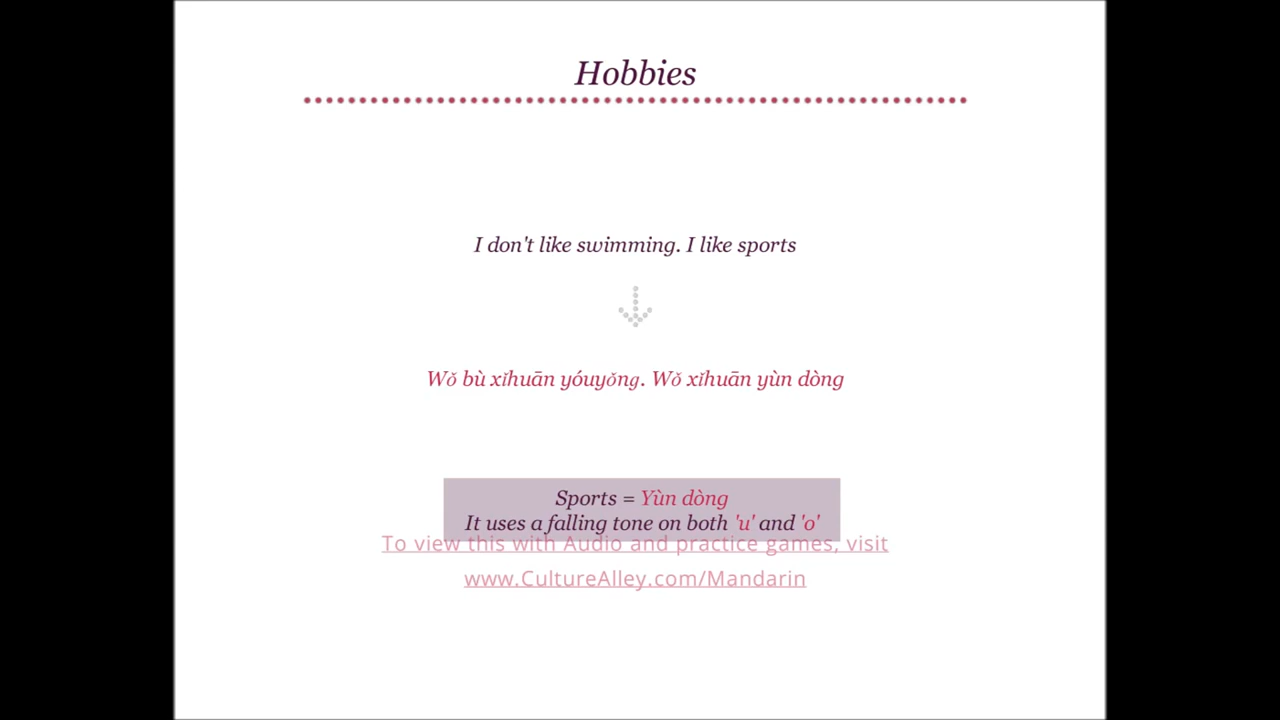 Hobbies
I don't like swimming. I like sports
Wǒ bù xǐhuān yóuyǒng. Wǒ xǐhuān yùn dòng
Sports = Yùn dòng
It uses a falling tone on both 'u' and 'o'
To view this with Audio and practice games, visit
www.CultureAlley.com/Mandarin